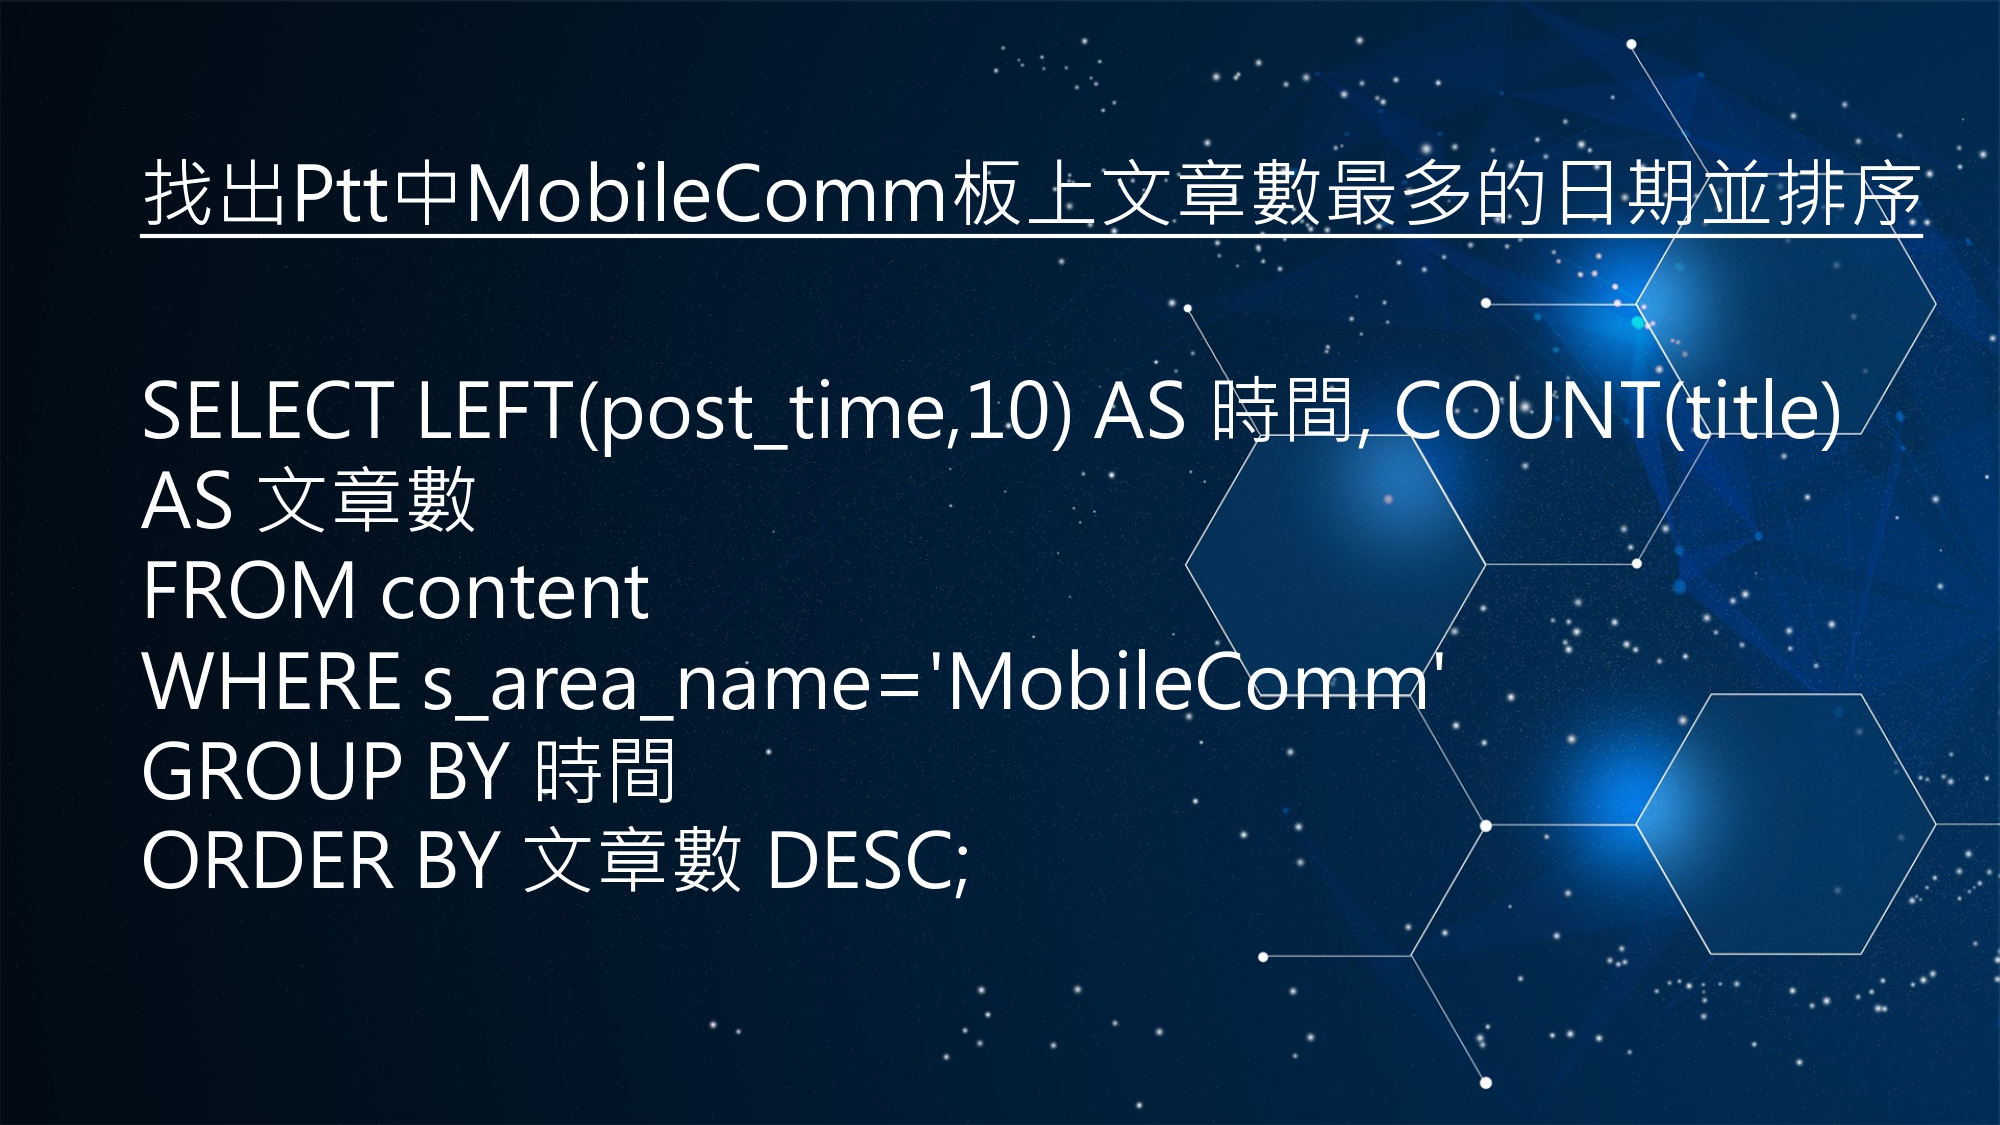 找出Ptt中MobileComm板上文章數最多的日期並排序
SELECT LEFT(post_time,10) AS 時間, COUNT(title)
AS 文章數
FROM content
WHERE s_area_name='MobileComm'
GROUP BY 時間
ORDER BY 文章數 DESC;